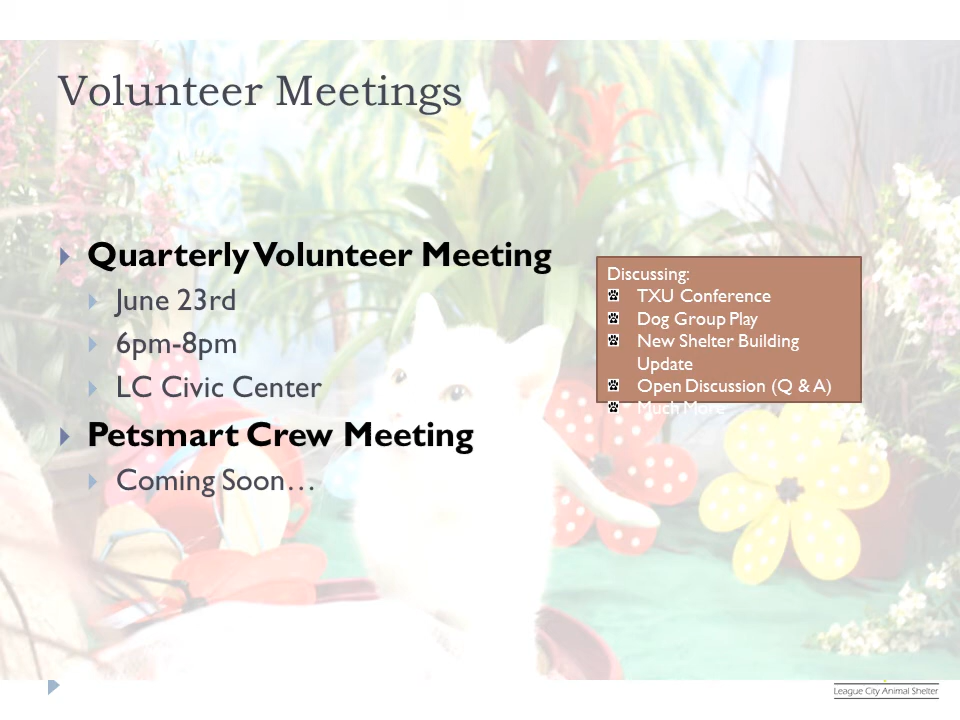 Volunteer Meetings
Quarterly Volunteer Meeting
June 23rd
6pm-8pm
LC Civic Center
Petsmart Crew Meeting
Coming Soon…
Discussing:
TXU Conference
Dog Group Play
New Shelter Building
Update
Open Discussion (Q & A)
Much More
League City Animal Shelter